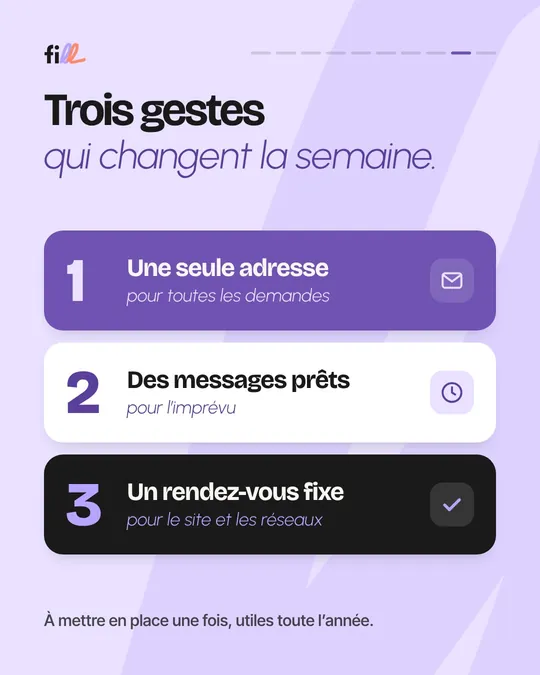 fill
Trois gestes
qui changent la semaine.
1
Une seule adresse
pour toutes les demandes
2
Des messages prêts
pour l'imprévu
3
Un rendez-vous fixe
pour le site et les réseaux
À mettre en place une fois, utiles toute l’année.